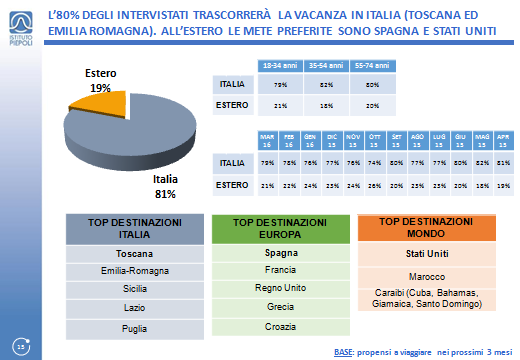 ISTITUTO
PIEPOLI
L'80% DEGLI INTERVISTATI TRASCORRERÀ LA VACANZA IN ITALIA (TOSCANA ED
EMILIA ROMAGNA). ALL'ESTERO LE METE PREFERITE SONO SPAGNA E STATI UNITI
Estero
19%
Italia
81%
18-34 anni 35-54 anni 55-74 anni
ITALIA 79% 82% 80%
ESTERO 21% 18% 20%
MAR 16 FEB 16 GEN 16 DIC 15 NOV 15 OTT 15 SET 15 AGO 15 LUG 15 GIU 15 MAG 15 APR 15
ITALIA 79% 78% 76% 77% 76% 74% 80% 77% 77% 80% 82% 81%
ESTERO 21% 22% 24% 23% 24% 26% 20% 23% 23% 20% 18% 19%
TOP DESTINAZIONI
ITALIA
Toscana
Emilia-Romagna
Sicilia
Lazio
Puglia
TOP DESTINAZIONI
EUROPA
Spagna
Francia
Regno Unito
Grecia
Croazia
TOP DESTINAZIONI
MONDO
Stati Uniti
Marocco
Caraibi (Cuba, Bahamas,
Giamaica, Santo Domingo)
15
BASE: propensi a viaggiare nei prossimi 3 mesi